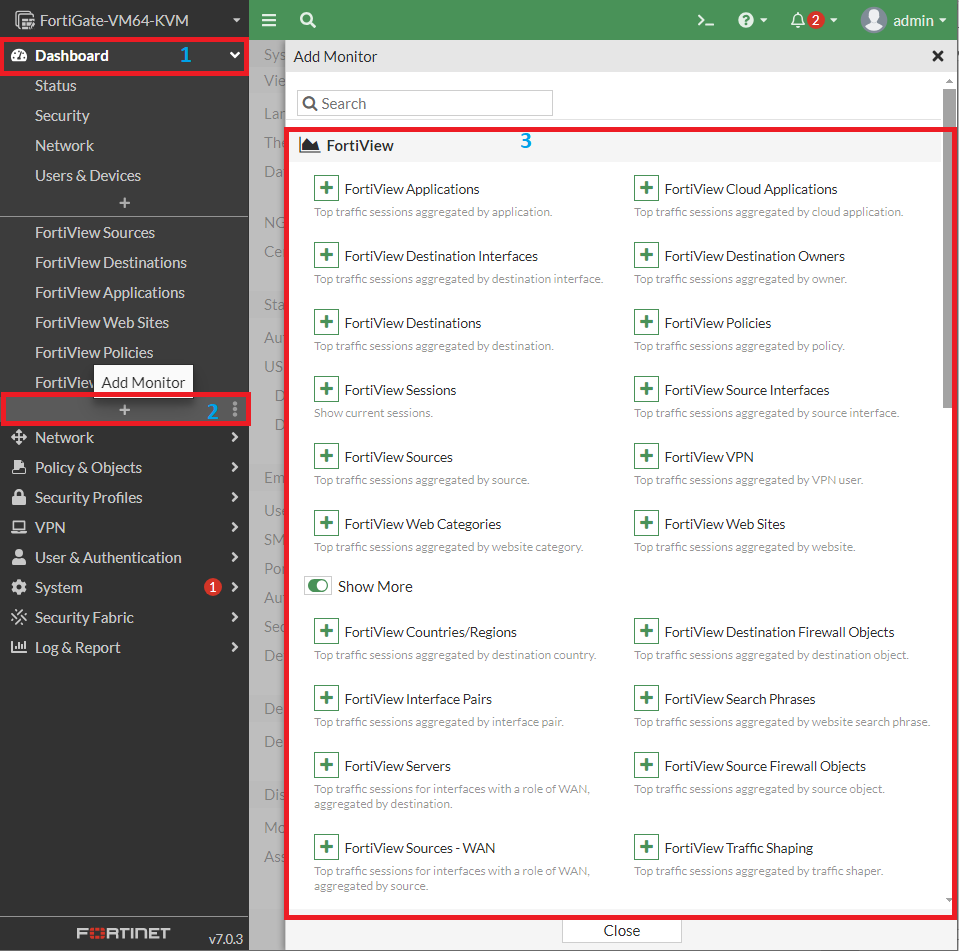 FortiGate-VM64-KVM
2
admin
Dashboard 1
Status
Security
Network
Users & Devices
FortiView Sources
FortiView Destinations
FortiView Applications
FortiView Web Sites
FortiView Policies
FortiView
Add Monitor
+ 2
Network
Policy & Objects
Security Profiles
VPN
User & Authentication
System 1
Security Fabric
Log & Report
FORTINET
v7.0.3
Add Monitor
Search
FortiView 3
FortiView Applications
Top traffic sessions aggregated by application.
FortiView Cloud Applications
Top traffic sessions aggregated by cloud application.
FortiView Destination Interfaces
Top traffic sessions aggregated by destination interface.
FortiView Destination Owners
Top traffic sessions aggregated by owner.
FortiView Destinations
Top traffic sessions aggregated by destination.
FortiView Policies
Top traffic sessions aggregated by policy.
FortiView Sessions
Show current sessions.
FortiView Source Interfaces
Top traffic sessions aggregated by source interface.
FortiView Sources
Top traffic sessions aggregated by source.
FortiView VPN
Top traffic sessions aggregated by VPN user.
FortiView Web Categories
Top traffic sessions aggregated by website category.
FortiView Web Sites
Top traffic sessions aggregated by website.
Show More
FortiView Countries/Regions
Top traffic sessions aggregated by destination country.
FortiView Destination Firewall Objects
Top traffic sessions aggregated by destination object.
FortiView Interface Pairs
Top traffic sessions aggregated by interface pair.
FortiView Search Phrases
Top traffic sessions aggregated by website search phrase.
FortiView Servers
Top traffic sessions for interfaces with a role of WAN,
aggregated by destination.
FortiView Source Firewall Objects
Top traffic sessions aggregated by source object.
FortiView Sources - WAN
Top traffic sessions for interfaces with a role of WAN,
aggregated by source.
FortiView Traffic Shaping
Top traffic sessions aggregated by traffic shaper.
Close